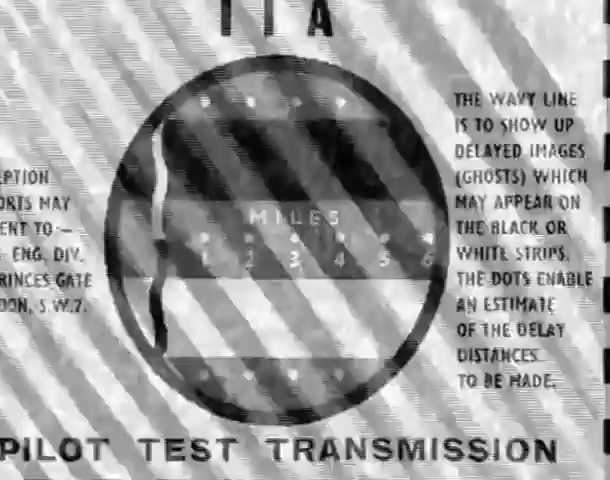 ITA
THE WAVY LINE
IS TO SHOW UP
DELAYED IMAGES
(GHOSTS) WHICH
MAY APPEAR ON
THE BLACK OR
WHITE STRIPS.
THE DOTS ENABLE
AN ESTIMATE
OF THE DELAY
DISTANCES
TO BE MADE.
MILES
1 2 3 4 5 6
EPTION
ORTS MAY
ENT TO:—
ENG. DIV.
RINCES GATE
DON, S.W.7.
PILOT TEST TRANSMISSION